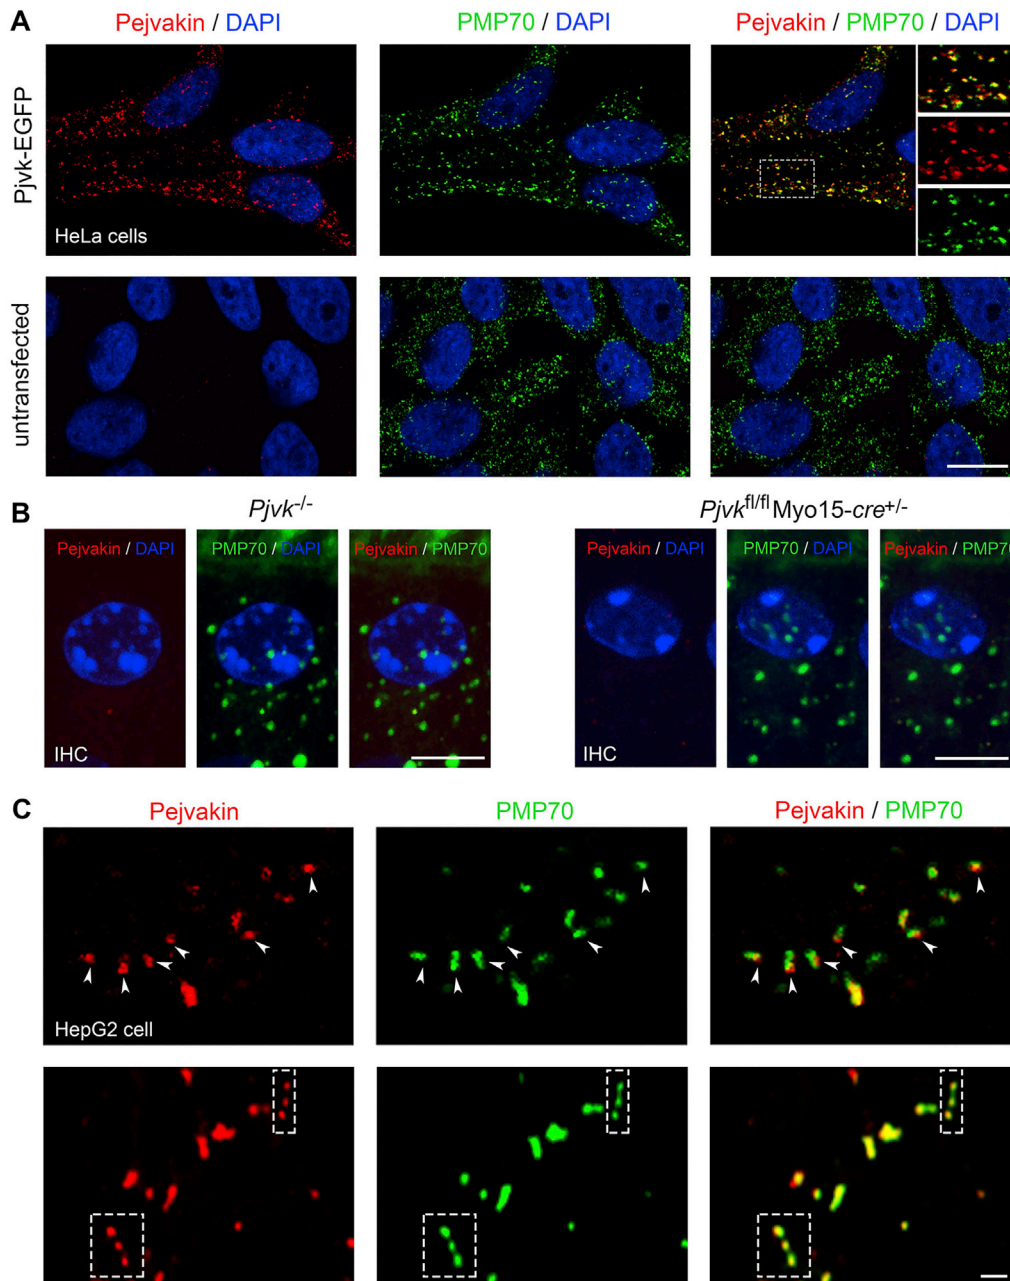 A
Pejvakin / DAPI
PMP70 / DAPI
Pejvakin / PMP70 / DAPI
Pjvk-EGFP
HeLa cells
untransfected
B
Pjvk-/-
Pjvkfl/fl Myo15-cre+/-
Pejvakin / DAPI
PMP70 / DAPI
Pejvakin / PMP70
Pejvakin / DAPI
PMP70 / DAPI
Pejvakin / PMP70
IHC
IHC
C
Pejvakin
PMP70
Pejvakin / PMP70
HepG2 cell